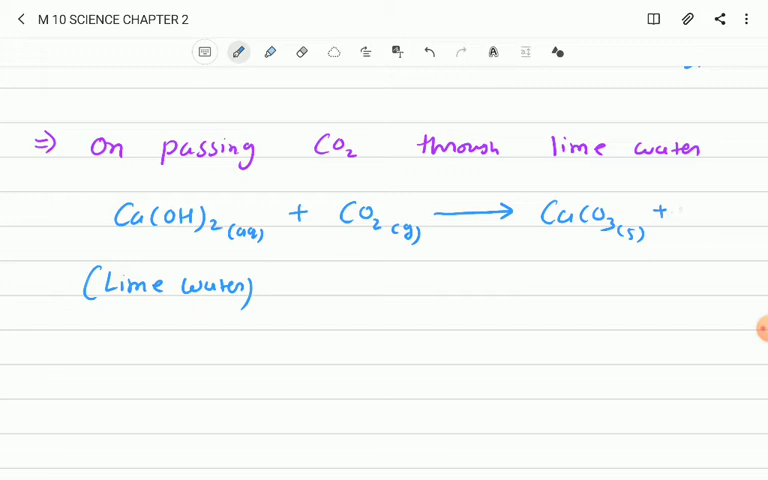 M 10 SCIENCE CHAPTER 2
=) On passing CO2 through lime water
Ca(OH)2(aq) + CO2(g) → CaCO3(s) +
(Lime water)